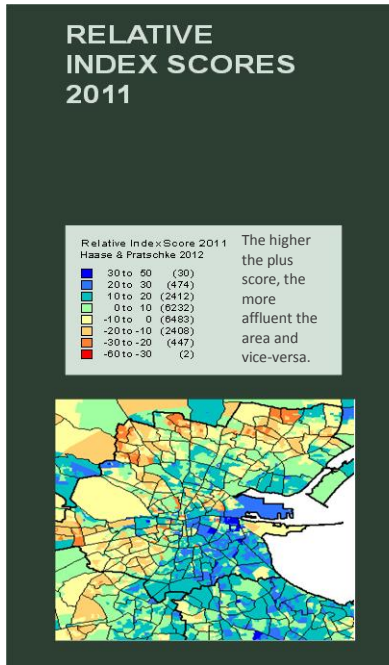 RELATIVE
INDEX SCORES
2011
Relative Index Score 2011
Haase & Pratschke 2012
30 to 50 (30)
20 to 30 (474)
10 to 20 (2412)
0 to 10 (6232)
-10 to 0 (6483)
-20 to -10 (2408)
-30 to -20 (447)
-60 to -30 (2)
The higher
the plus
score, the
more
affluent the
area and
vice-versa.